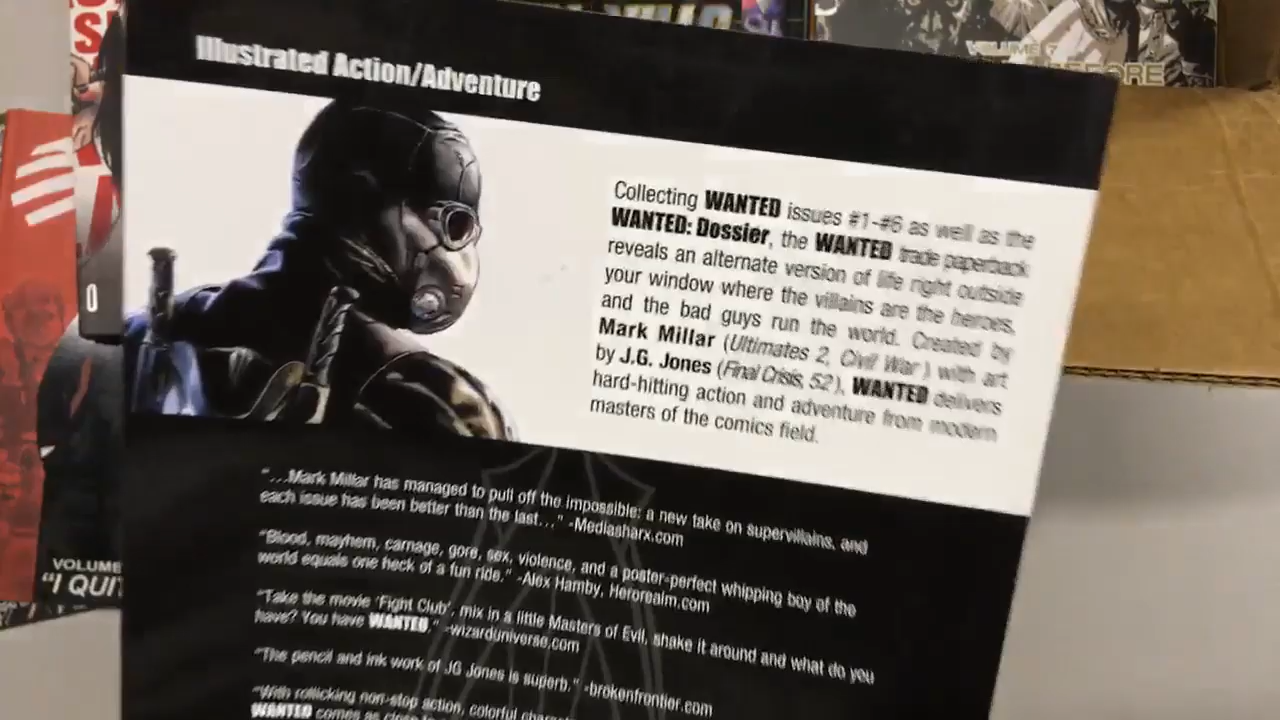 VOLUME 7
Illustrated Action/Adventure
Collecting WANTED issues #1-#6 as well as the
WANTED: Dossier, the WANTED trade paperback
reveals an alternate version of life right outside
your window where the villains are the heroes,
and the bad guys run the world. Created by
Mark Millar (Ultimates 2, Civil War) with art
by J.G. Jones (Final Crisis, 52), WANTED delivers
hard-hitting action and adventure from modern
masters of the comics field.
0
"...Mark Millar has managed to pull off the impossible: a new take on supervillains, and
each issue has been better than the last..." -Mediasharx.com
"Blood, mayhem, carnage, gore, sex, violence, and a poster-perfect whipping boy of the
world equals one heck of a fun ride." -Alex Hamby, Herorealm.com
"Take the movie 'Fight Club', mix in a little Masters of Evil, shake it around and what do you
have? You have WANTED." -wizarduniverse.com
"The pencil and ink work of JG Jones is superb." -brokenfrontier.com
"With rollicking non-stop action, colorful
WANTED comes as close
VOLUME
"I QUIT